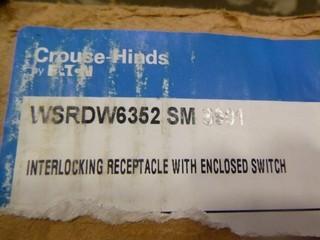 Crouse-Hinds
by EATON
WSRDW6352 SM
INTERLOCKING RECEPTACLE WITH ENCLOSED SWITCH